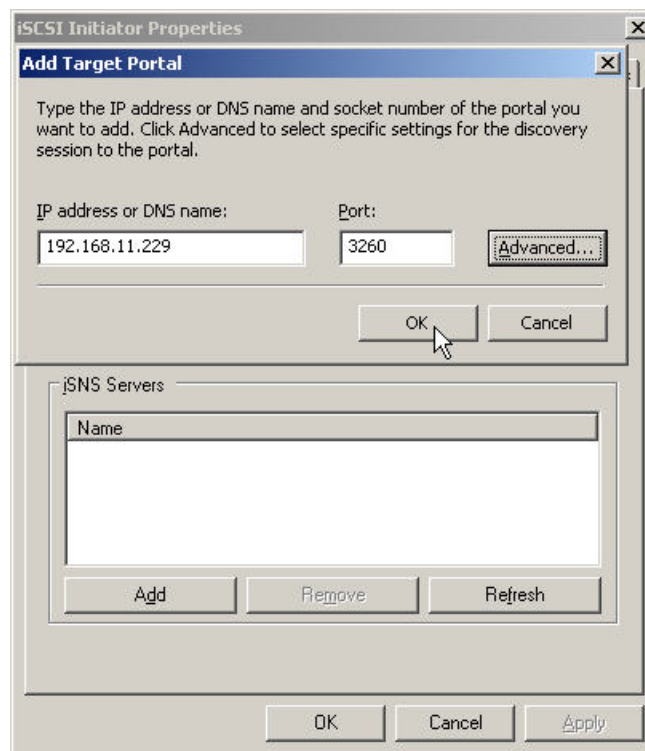 iSCSI Initiator Properties
Add Target Portal
Type the IP address or DNS name and socket number of the portal you
want to add. Click Advanced to select specific settings for the discovery
session to the portal.
IP address or DNS name: Port:
192.168.11.229 3260 Advanced...
OK Cancel
iSNS Servers
Name
Add Remove Refresh
OK Cancel Apply